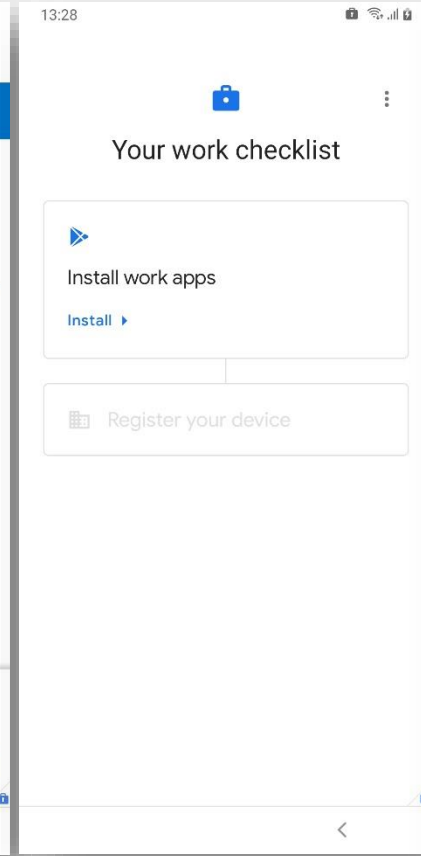 13:28
Your work checklist
Install work apps
Install
Register your device